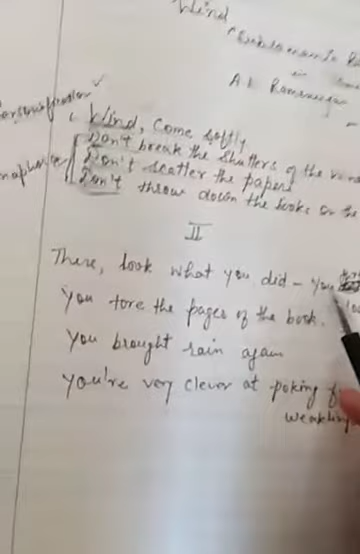 Wind
"Subramania
A.K. Ramanujan
Personification
Wind, Come softly
Don't break the shutters of the
Anaphora
Don't scatter the papers
Don't throw down the books on the
II
There, look what you did - you
You tore the pages of the book.
You brought rain again
You're very clever at poking
weakling